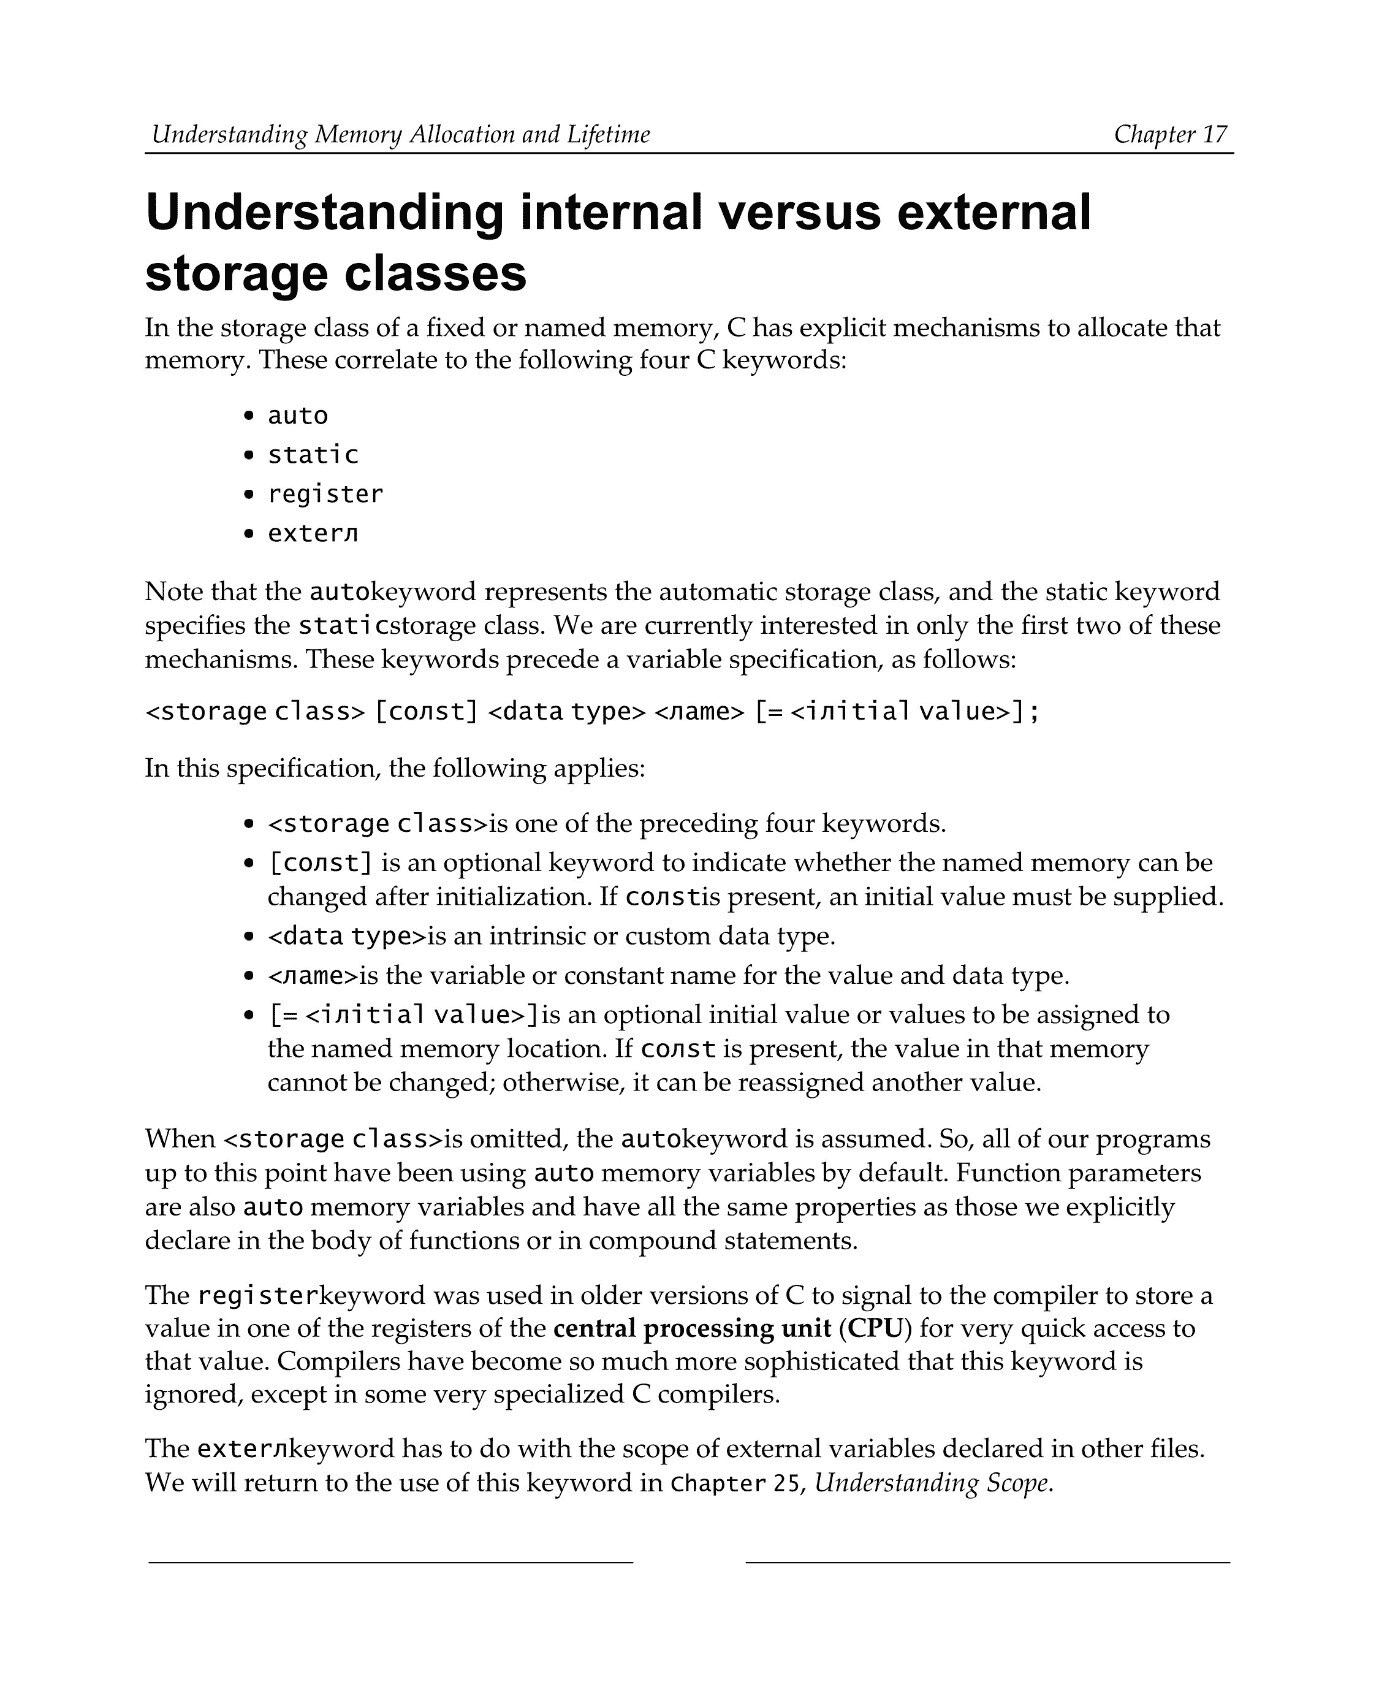 Understanding Memory Allocation and Lifetime Chapter 17
Understanding internal versus external
storage classes
In the storage class of a fixed or named memory, C has explicit mechanisms to allocate that
memory. These correlate to the following four C keywords:
• auto
• static
• register
• exterл
Note that the autokeyword represents the automatic storage class, and the static keyword
specifies the staticstorage class. We are currently interested in only the first two of these
mechanisms. These keywords precede a variable specification, as follows:
<storage class> [coлst] <data type> <лame> [= <iлitial value>];
In this specification, the following applies:
• <storage class>is one of the preceding four keywords.
• [coлst] is an optional keyword to indicate whether the named memory can be
changed after initialization. If coлstis present, an initial value must be supplied.
• <data type>is an intrinsic or custom data type.
• <лame>is the variable or constant name for the value and data type.
• [= <iлitial value>]is an optional initial value or values to be assigned to
the named memory location. If coлst is present, the value in that memory
cannot be changed; otherwise, it can be reassigned another value.
When <storage class>is omitted, the autokeyword is assumed. So, all of our programs
up to this point have been using auto memory variables by default. Function parameters
are also auto memory variables and have all the same properties as those we explicitly
declare in the body of functions or in compound statements.
The registerkeyword was used in older versions of C to signal to the compiler to store a
value in one of the registers of the central processing unit (CPU) for very quick access to
that value. Compilers have become so much more sophisticated that this keyword is
ignored, except in some very specialized C compilers.
The exterлkeyword has to do with the scope of external variables declared in other files.
We will return to the use of this keyword in Chapter 25, Understanding Scope.